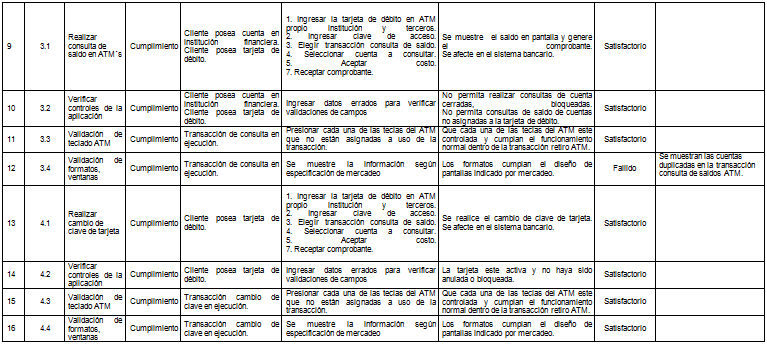 9 3.1 Realizar consulta de saldo en ATM´s Cumplimiento Cliente posea cuenta en Institución financiera. Cliente posea tarjeta de débito. 1. Ingresar la tarjeta de débito en ATM propio Institución y terceros. 2. Ingresar clave de acceso. 3. Elegir transacción consulta de saldo. 4. Seleccionar cuenta a consultar. 5. Aceptar costo. 7. Receptar comprobante. Se muestre el saldo en pantalla y genere el comprobante. Se afecte en el sistema bancario. Satisfactorio
10 3.2 Verificar controles de la aplicación Cumplimiento Cliente posea cuenta en Institución financiera. Cliente posea tarjeta de débito. Ingresar datos errados para verificar validaciones de campos No permita realizar consultas de cuenta cerradas, bloqueadas. No permita consultas de saldo de cuentas no asignadas a la tarjeta de débito. Satisfactorio
11 3.3 Validación de teclado ATM Cumplimiento Transacción de consulta en ejecución. Presionar cada una de las teclas del ATM que no están asignadas a uso de la transacción. Que cada una de las teclas del ATM este controlada y cumplan el funcionamiento normal dentro de la transacción retiro ATM. Satisfactorio
12 3.4 Validación de formatos, ventanas Cumplimiento Transacción de consulta en ejecución. Se muestre la información según especificación de mercadeo Los formatos cumplan el diseño de pantallas indicado por mercadeo. Fallido Se muestran las cuentas duplicadas en la transacción consulta de saldos ATM.
13 4.1 Realizar cambio de clave de tarjeta Cumplimiento Cliente posea tarjeta de débito. 1. Ingresar la tarjeta de débito en ATM propio Institución y terceros. 2. Ingresar clave de acceso. 3. Elegir transacción consulta de saldo. 4. Seleccionar cuenta a consultar. 5. Aceptar costo. 7. Receptar comprobante. Se realice el cambio de clave de tarjeta. Se afecte en el sistema bancario. Satisfactorio
14 4.2 Verificar controles de la aplicación Cumplimiento Cliente posea tarjeta de débito. Ingresar datos errados para verificar validaciones de campos La tarjeta este activa y no haya sido anulada o bloqueada. Satisfactorio
15 4.3 Validación de teclado ATM Cumplimiento Transacción cambio de clave en ejecución. Presionar cada una de las teclas del ATM que no están asignadas a uso de la transacción. Que cada una de las teclas del ATM este controlada y cumplan el funcionamiento normal dentro de la transacción retiro ATM. Satisfactorio
16 4.4 Validación de formatos, ventanas Cumplimiento Transacción cambio de clave en ejecución. Se muestre la información según especificación de mercadeo Los formatos cumplan el diseño de pantallas indicado por mercadeo. Satisfactorio